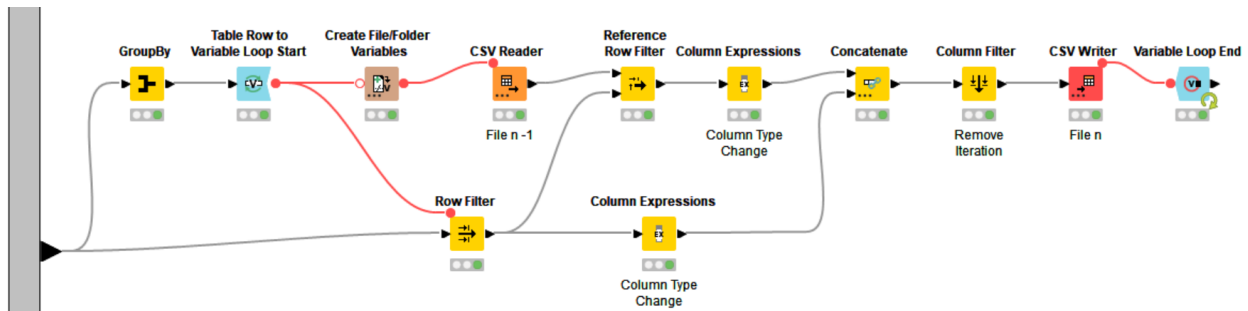 GroupBy
Table Row to
Variable Loop Start
Create File/Folder
Variables
CSV Reader
Reference
Row Filter
Column Expressions
Concatenate
Column Filter
CSV Writer
Variable Loop End
File n -1
Column Type
Change
Remove
Iteration
File n
Row Filter
Column Expressions
Column Type
Change